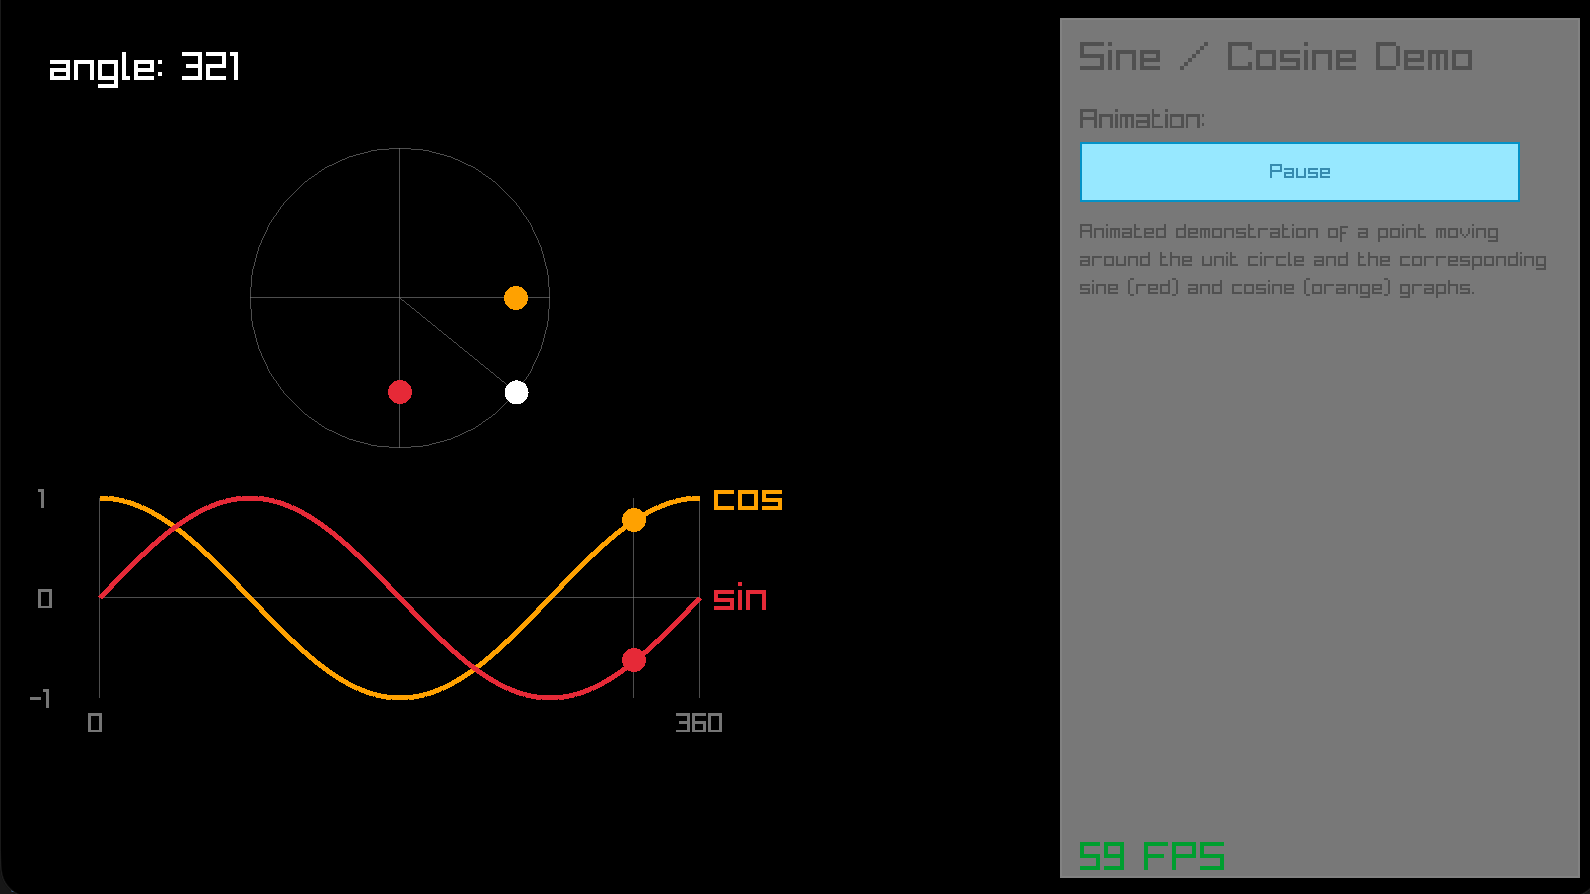 angle: 321
1
0
-1
0
360
cos
sin
Sine / Cosine Demo
Animation:
Pause
Animated demonstration of a point moving
around the unit circle and the corresponding
sine (red) and cosine (orange) graphs.
59 FPS